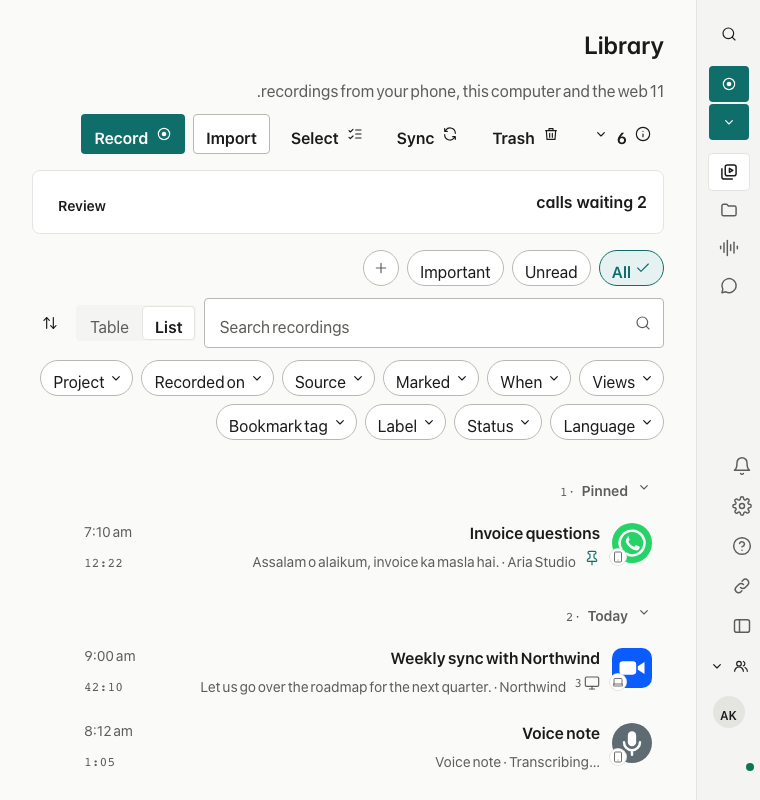 Library
.recordings from your phone, this computer and the web 11
Record Import Select Sync Trash 6
calls waiting 2
Review
All Unread Important
Search recordings
List Table
Views When Marked Source Recorded on Project
Language Status Label Bookmark tag
Pinned · 1
Invoice questions
7:10 am
Assalam o alaikum, invoice ka masla hai. · Aria Studio
12:22
Today · 2
Weekly sync with Northwind
9:00 am
3
Let us go over the roadmap for the next quarter. · Northwind
42:10
Voice note
8:12 am
Voice note · Transcribing...
1:05
AK